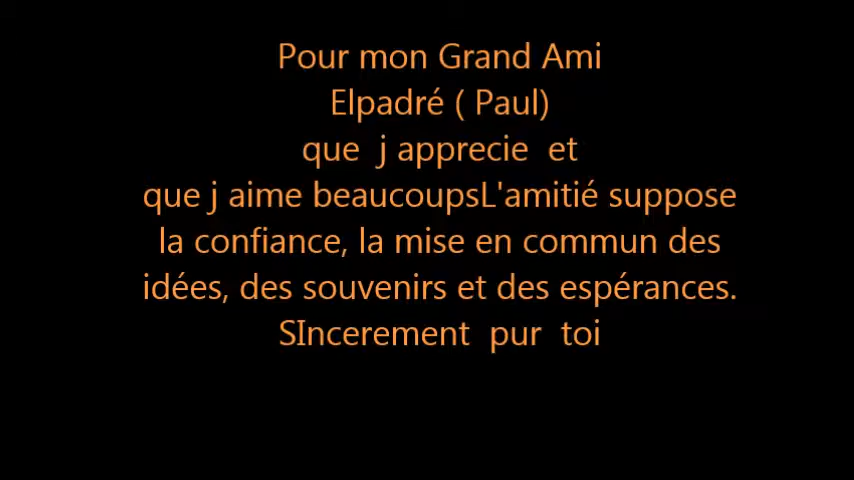 Pour mon Grand Ami
Elpadré ( Paul)
que  j apprecie  et
que j aime beaucoupsL'amitié suppose
la confiance, la mise en commun des
idées, des souvenirs et des espérances.
SIncerement  pur  toi